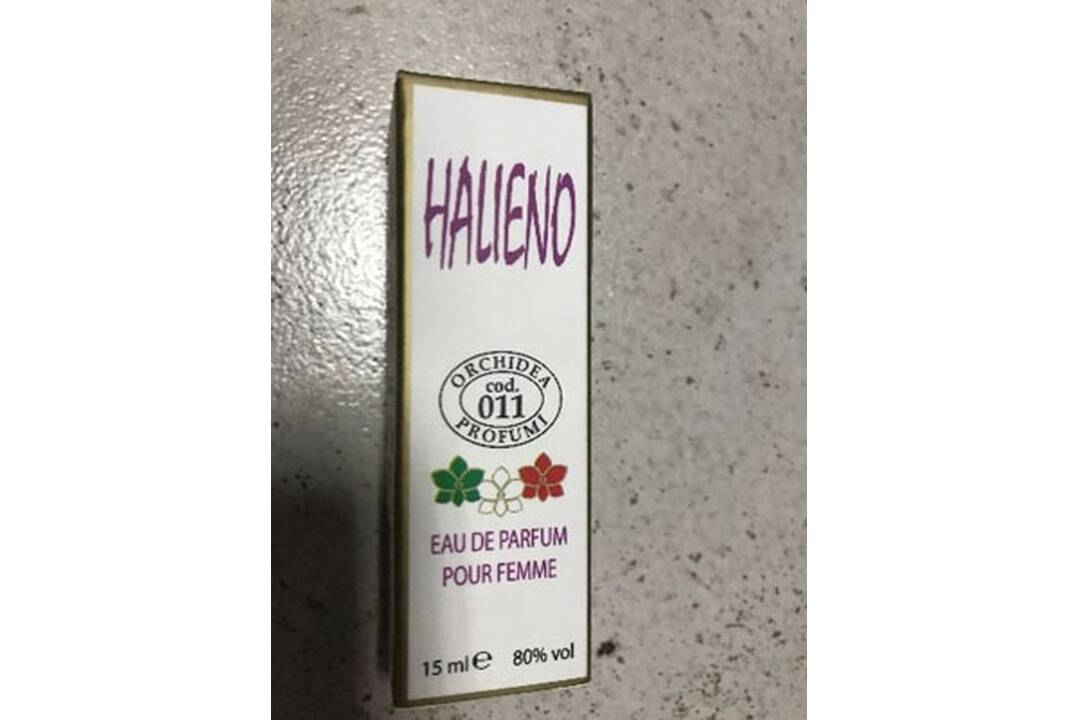 HALIENO
ORCHIDEA
cod.
011
PROFUMI
EAU DE PARFUM
POUR FEMME
15 ml e 80% vol